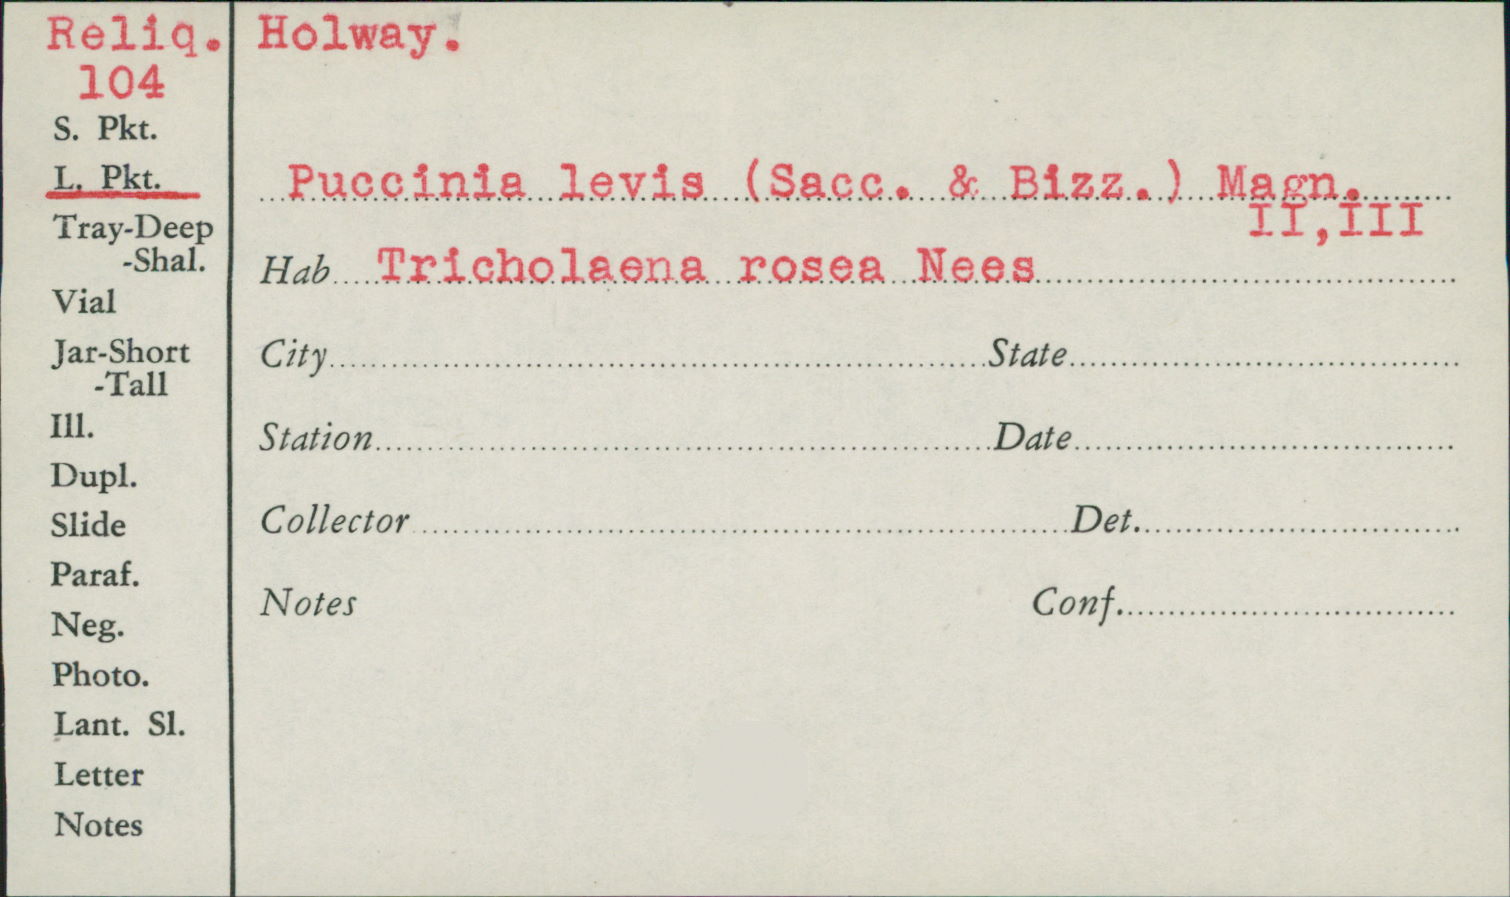 Reliq. Holway.
104
S. Pkt.
L. Pkt.
Puccinia levis (Sacc. & Bizz.) Magn.
II,III
Tray-Deep
-Shal.
Hab Tricholaena rosea Nees
Vial
Jar-Short
-Tall
City State
Ill.
Station Date
Dupl.
Slide
Collector Det.
Paraf.
Notes Conf.
Neg.
Photo.
Lant. Sl.
Letter
Notes